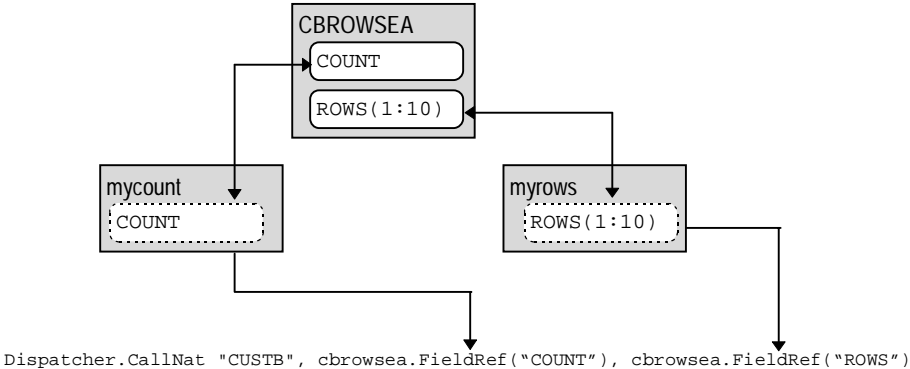 CBROWSEA
COUNT
ROWS(1:10)
mycount
COUNT
myrows
ROWS(1:10)
Dispatcher.CallNat "CUSTB", cbrowsea.FieldRef(“COUNT”), cbrowsea.FieldRef(“ROWS”)